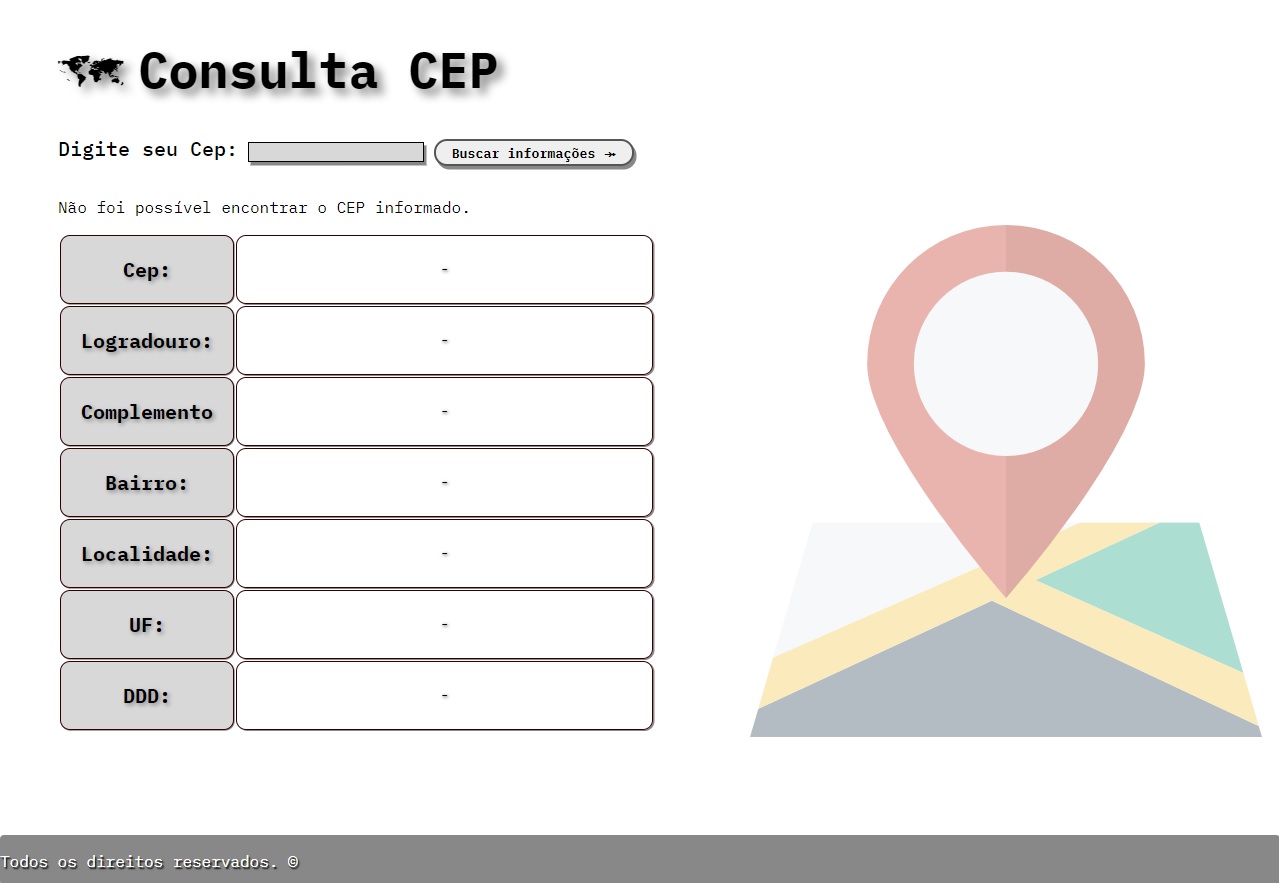 Consulta CEP
Digite seu Cep: Buscar informações ⤀
Não foi possível encontrar o CEP informado.
Cep: -
Logradouro: -
Complemento -
Bairro: -
Localidade: -
UF: -
DDD: -
Todos os direitos reservados. ©